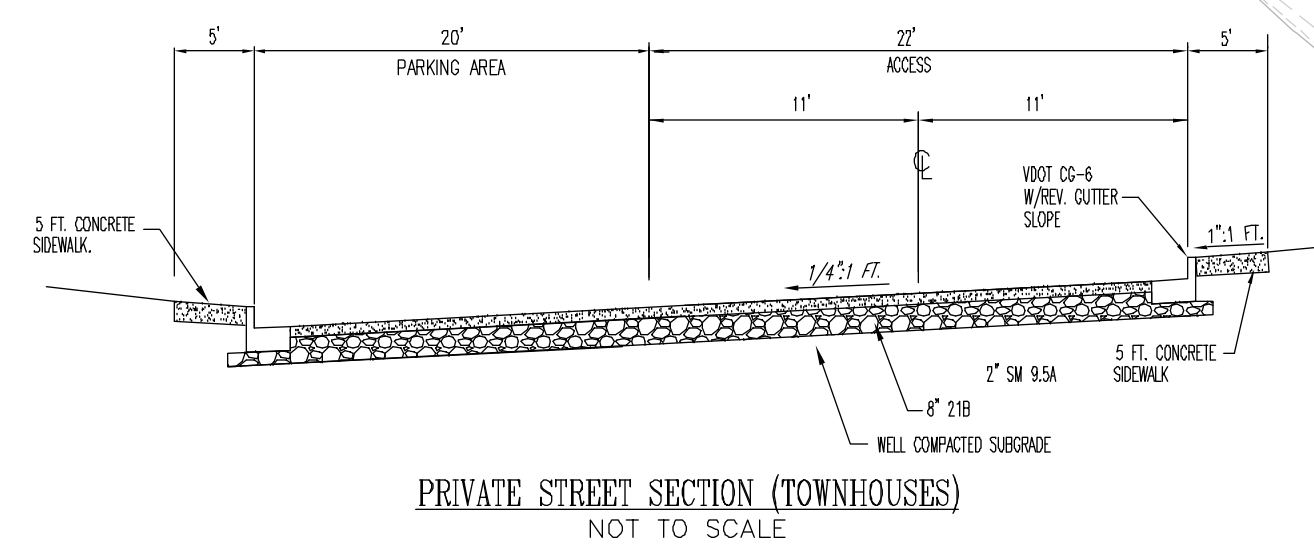 5'
20'
22'
5'
PARKING AREA
ACCESS
11'
11'
CL
VDOT CG-6
W/REV. GUTTER
SLOPE
5 FT. CONCRETE
SIDEWALK.
1":1 FT.
1/4":1 FT.
5 FT. CONCRETE
SIDEWALK
2" SM 9.5A
8" 21B
WELL COMPACTED SUBGRADE
PRIVATE STREET SECTION (TOWNHOUSES)
NOT TO SCALE